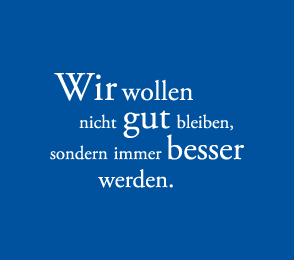 Wir wollen
nicht gut bleiben,
sondern immer besser
werden.